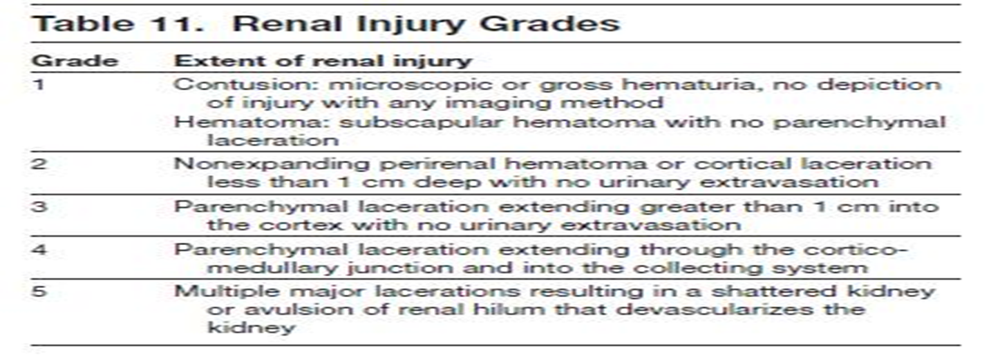 Table 11. Renal Injury Grades
Grade Extent of renal injury
1 Contusion: microscopic or gross hematuria, no depiction
of injury with any imaging method
Hematoma: subscapular hematoma with no parenchymal
laceration
2 Nonexpanding perirenal hematoma or cortical laceration
less than 1 cm deep with no urinary extravasation
3 Parenchymal laceration extending greater than 1 cm into
the cortex with no urinary extravasation
4 Parenchymal laceration extending through the cortico-
medullary junction and into the collecting system
5 Multiple major lacerations resulting in a shattered kidney
or avulsion of renal hilum that devascularizes the
kidney